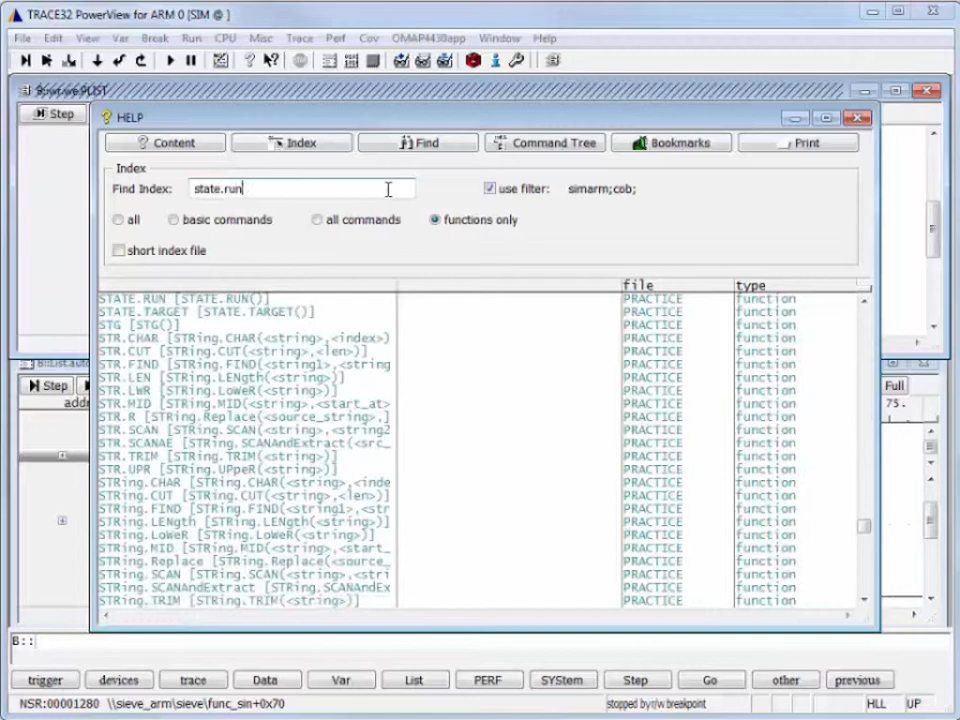 TRACE32 PowerView for ARM 0 [SIM @ ]
File Edit View Var Break Run CPU Misc Trace Perf Cov OMAP4430app Window Help
Step
HELP
Content Index Find Command Tree Bookmarks Print
Index
Find Index: state.run use filter: simarm;cob;
all basic commands all commands functions only
short index file
file type
STATE.RUN [STATE.RUN()] PRACTICE function
STATE.TARGET [STATE.TARGET()] PRACTICE function
STG [STG()] PRACTICE function
STR.CHAR [STRing.CHAR(<string>,<index>) PRACTICE function
STR.CUT [STRing.CUT(<string>,<len>)] PRACTICE function
STR.FIND [STRing.FIND(<string1>,<string PRACTICE function
STR.LEN [STRing.LENgth(<string>)] PRACTICE function
STR.LWR [STRing.LoWeR(<string>)] PRACTICE function
STR.MID [STRing.MID(<string>,<start_at> PRACTICE function
STR.R [STRing.Replace(<source_string>,] PRACTICE function
STR.SCAN [STRing.SCAN(<string>,<string2 PRACTICE function
STR.SCANAE [STRing.SCANAndExtract(<src_ PRACTICE function
STR.TRIM [STRing.TRIM(<string>)] PRACTICE function
STR.UPR [STRing.UPpeR(<string>)] PRACTICE function
STRing.CHAR [STRing.CHAR(<string>,<inde PRACTICE function
STRing.CUT [STRing.CUT(<string>,<len>)] PRACTICE function
STRing.FIND [STRing.FIND(<string1>,<str PRACTICE function
STRing.LENgth [STRing.LENgth(<string>)] PRACTICE function
STRing.LoWeR [STRing.LoWeR(<string>)] PRACTICE function
STRing.MID [STRing.MID(<string>,<start_ PRACTICE function
STRing.Replace [STRing.Replace(<source_ PRACTICE function
STRing.SCAN [STRing.SCAN(<string>,<stri PRACTICE function
STRing.SCANAndExtract [STRing.SCANAndEx PRACTICE function
STRing.TRIM [STRing.TRIM(<string>)] PRACTICE function
B::List.auto
Step Full
addre 75.
B::
trigger devices trace Data Var List PERF SYStem Step Go other previous
NSR:00001280 \\sieve_arm\sieve\func_sin+0x70 stopped by r/w breakpoint HLL UP